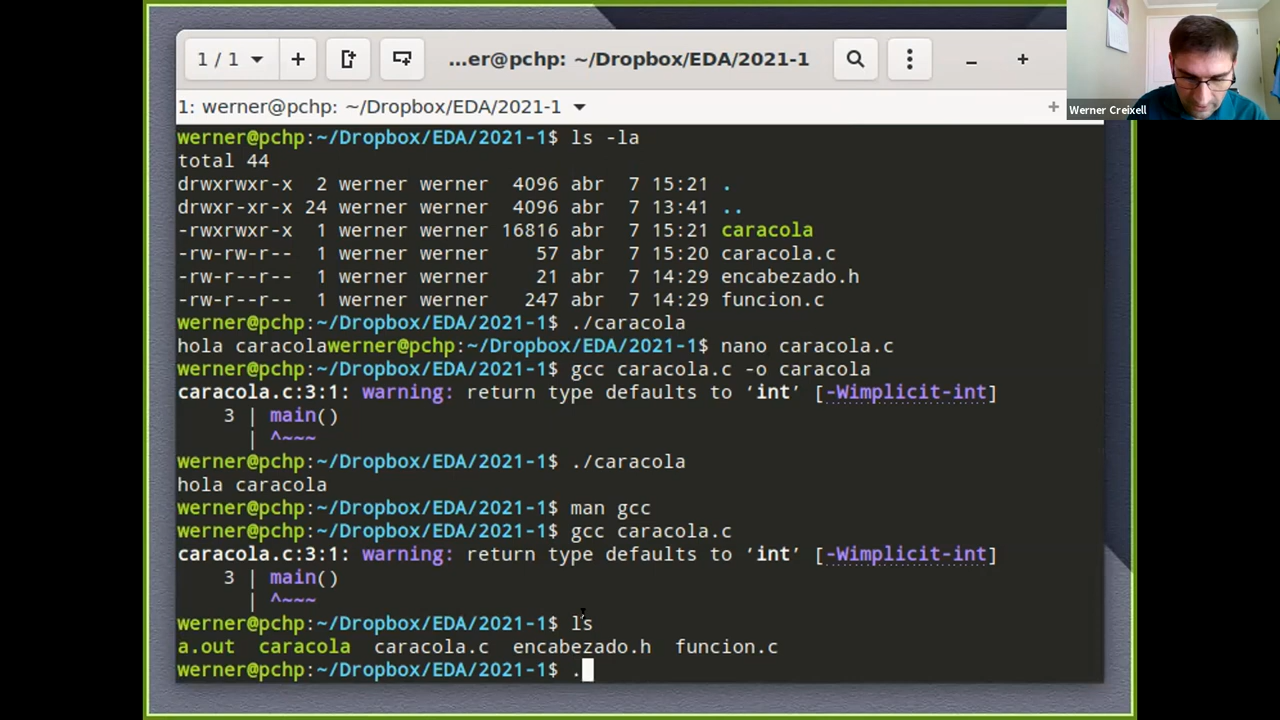 1 / 1
...er@pchp: ~/Dropbox/EDA/2021-1
Werner Creixell
1: werner@pchp: ~/Dropbox/EDA/2021-1
werner@pchp:~/Dropbox/EDA/2021-1$ ls -la
total 44
drwxrwxr-x  2 werner werner  4096 abr  7 15:21 .
drwxr-xr-x 24 werner werner  4096 abr  7 13:41 ..
-rwxrwxr-x  1 werner werner 16816 abr  7 15:21 caracola
-rw-rw-r--  1 werner werner    57 abr  7 15:20 caracola.c
-rw-r--r--  1 werner werner    21 abr  7 14:29 encabezado.h
-rw-r--r--  1 werner werner   247 abr  7 14:29 funcion.c
werner@pchp:~/Dropbox/EDA/2021-1$ ./caracola
hola caracolawerner@pchp:~/Dropbox/EDA/2021-1$ nano caracola.c
werner@pchp:~/Dropbox/EDA/2021-1$ gcc caracola.c -o caracola
caracola.c:3:1: warning: return type defaults to ‘int’ [-Wimplicit-int]
    3 | main()
      | ^~~~
werner@pchp:~/Dropbox/EDA/2021-1$ ./caracola
hola caracola
werner@pchp:~/Dropbox/EDA/2021-1$ man gcc
werner@pchp:~/Dropbox/EDA/2021-1$ gcc caracola.c
caracola.c:3:1: warning: return type defaults to ‘int’ [-Wimplicit-int]
    3 | main()
      | ^~~~
werner@pchp:~/Dropbox/EDA/2021-1$ ls
a.out  caracola  caracola.c  encabezado.h  funcion.c
werner@pchp:~/Dropbox/EDA/2021-1$ .